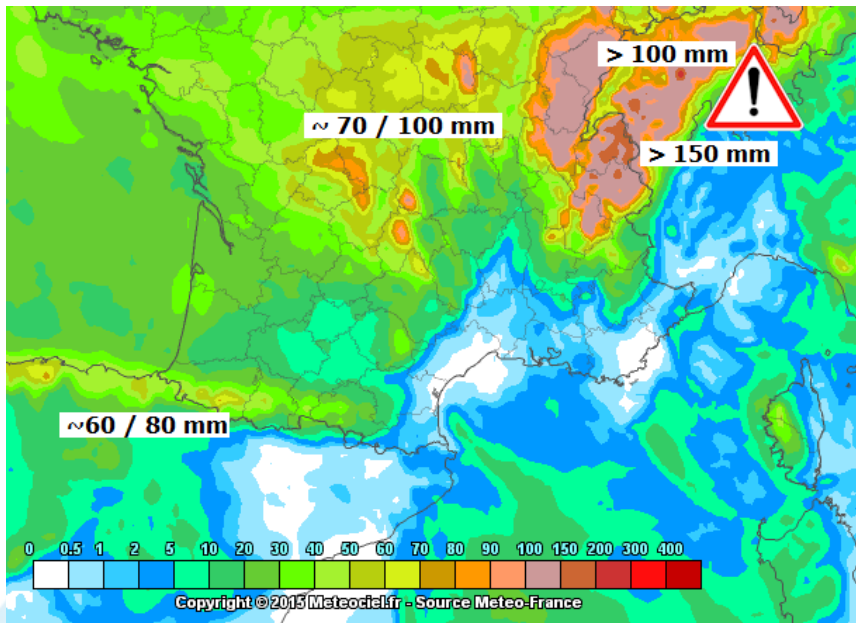 > 100 mm
~ 70 / 100 mm
> 150 mm
~60 / 80 mm
0 0.5 1 2 5 10 20 30 40 50 60 70 80 90 100 150 200 300 400
Copyright © 2015 Meteociel.fr - Source Meteo-France